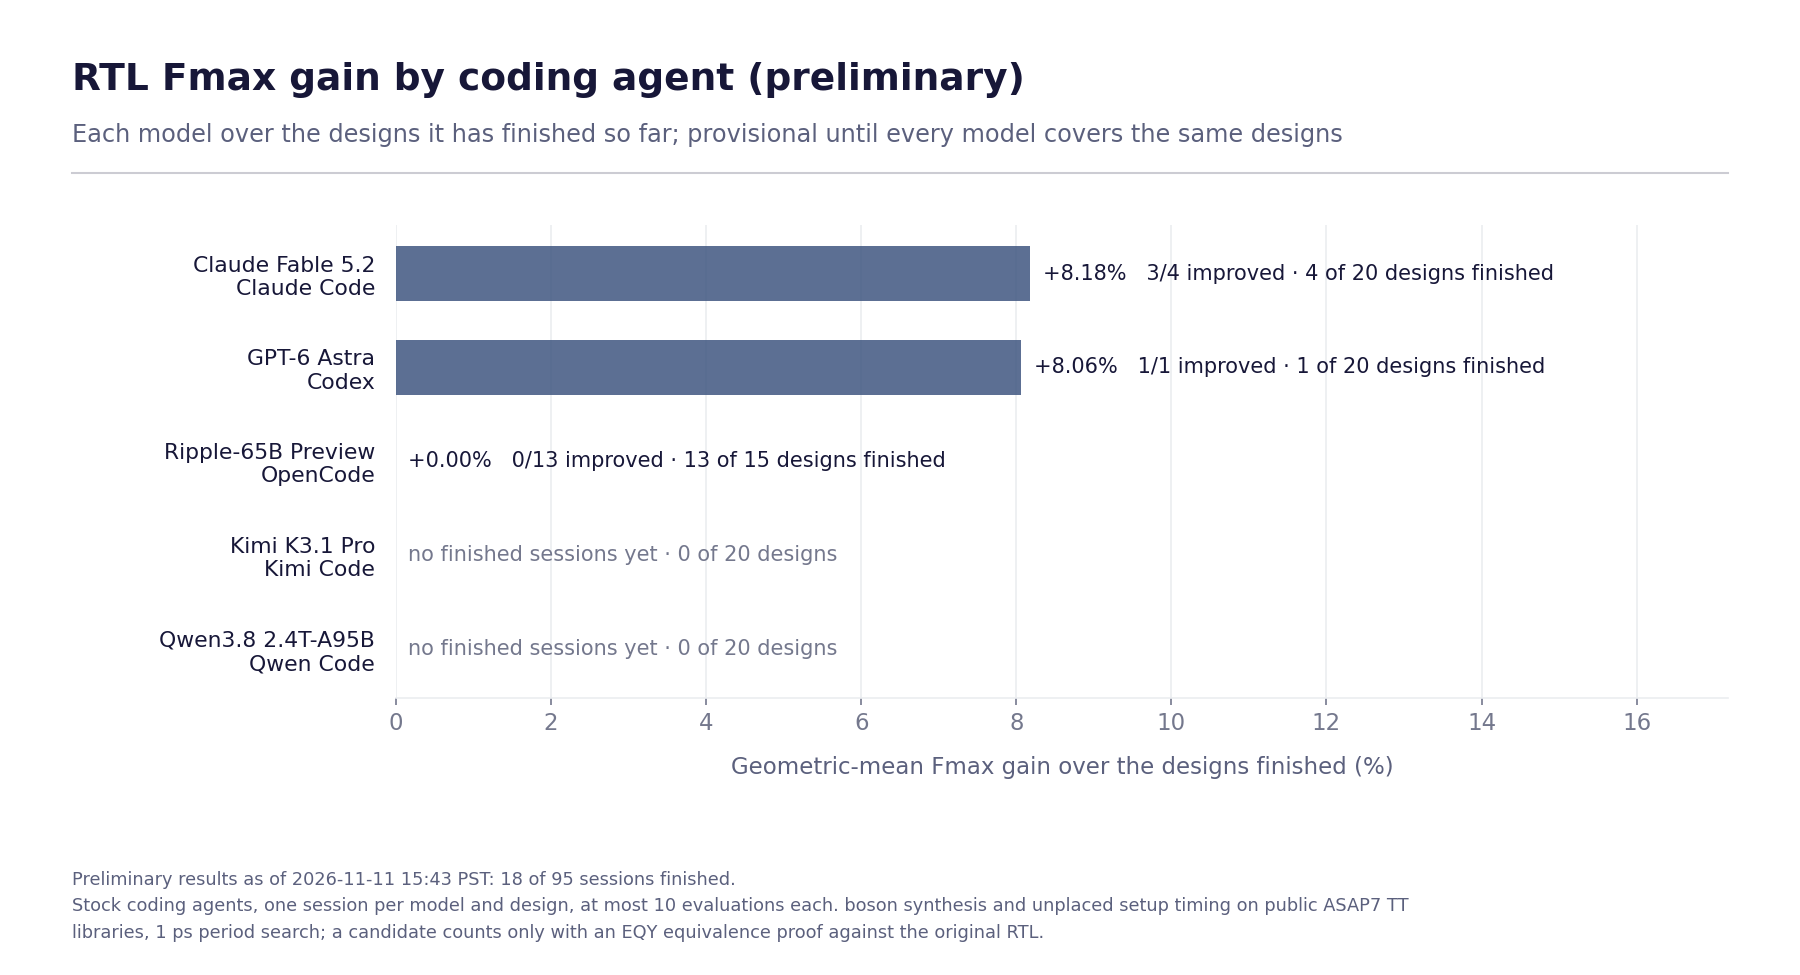 RTL Fmax gain by coding agent (preliminary)
Each model over the designs it has finished so far; provisional until every model covers the same designs
Claude Fable 5.2
Claude Code
+8.18% 3/4 improved · 4 of 20 designs finished
GPT-6 Astra
Codex
+8.06% 1/1 improved · 1 of 20 designs finished
Ripple-65B Preview
OpenCode
+0.00% 0/13 improved · 13 of 15 designs finished
Kimi K3.1 Pro
Kimi Code
no finished sessions yet · 0 of 20 designs
Qwen3.8 2.4T-A95B
Qwen Code
no finished sessions yet · 0 of 20 designs
0 2 4 6 8 10 12 14 16
Geometric-mean Fmax gain over the designs finished (%)
Preliminary results as of 2026-11-11 15:43 PST: 18 of 95 sessions finished.
Stock coding agents, one session per model and design, at most 10 evaluations each. boson synthesis and unplaced setup timing on public ASAP7 TT
libraries, 1 ps period search; a candidate counts only with an EQY equivalence proof against the original RTL.